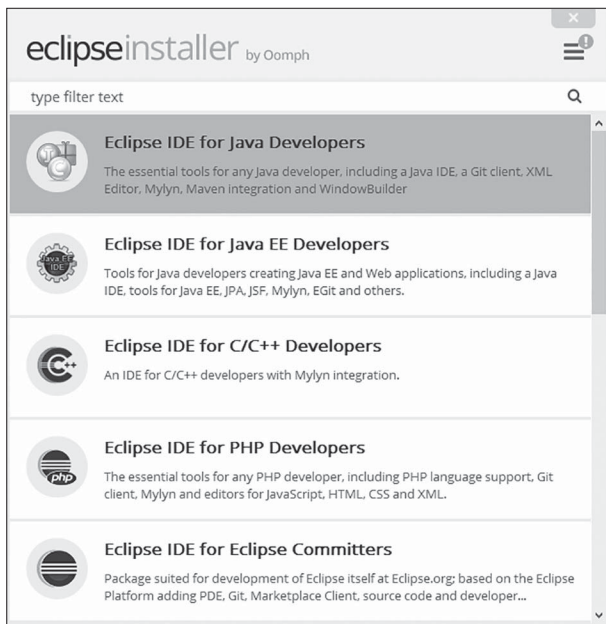 eclipseinstaller by Oomph
type filter text
Eclipse IDE for Java Developers
The essential tools for any Java developer, including a Java IDE, a Git client, XML
Editor, Mylyn, Maven integration and WindowBuilder
Java EE
IDE
Eclipse IDE for Java EE Developers
Tools for Java developers creating Java EE and Web applications, including a Java
IDE, tools for Java EE, JPA, JSF, Mylyn, EGit and others.
C++
Eclipse IDE for C/C++ Developers
An IDE for C/C++ developers with Mylyn integration.
php
Eclipse IDE for PHP Developers
The essential tools for any PHP developer, including PHP language support, Git
client, Mylyn and editors for JavaScript, HTML, CSS and XML.
Eclipse IDE for Eclipse Committers
Package suited for development of Eclipse itself at Eclipse.org; based on the Eclipse
Platform adding PDE, Git, Marketplace Client, source code and developer...